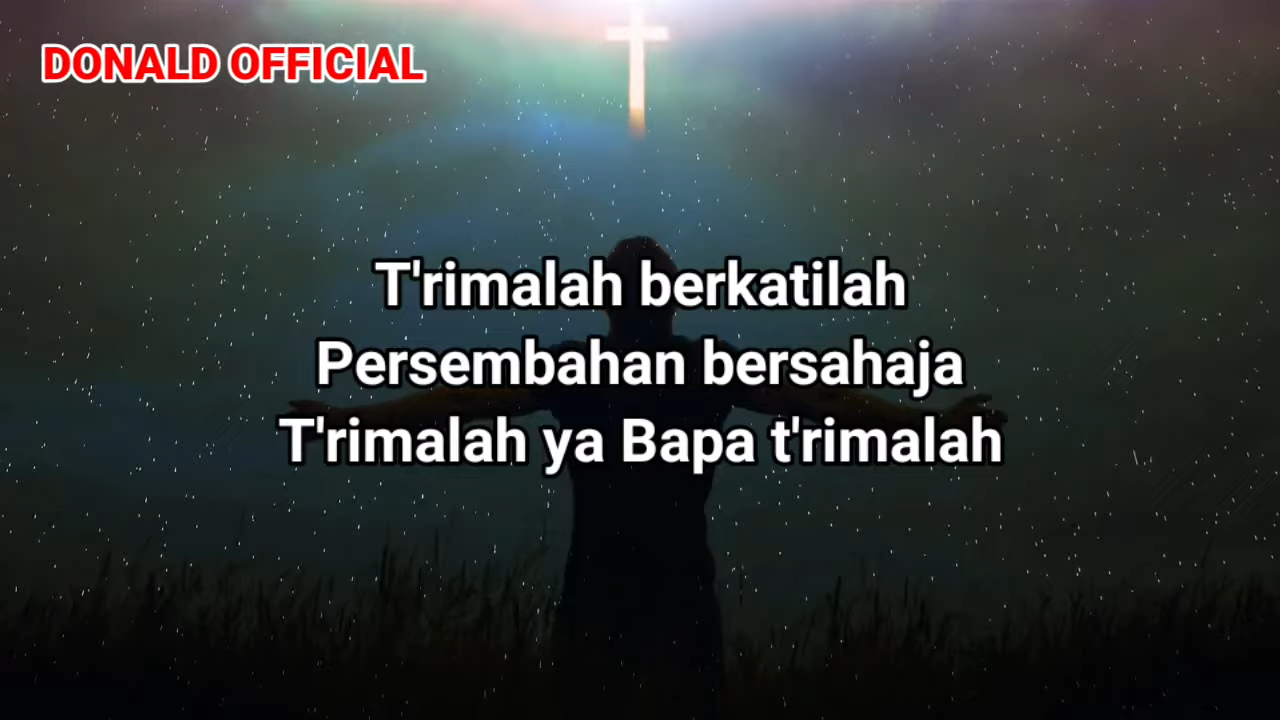 DONALD OFFICIAL
T'rimalah berkatilah
Persembahan bersahaja
T'rimalah ya Bapa t'rimalah